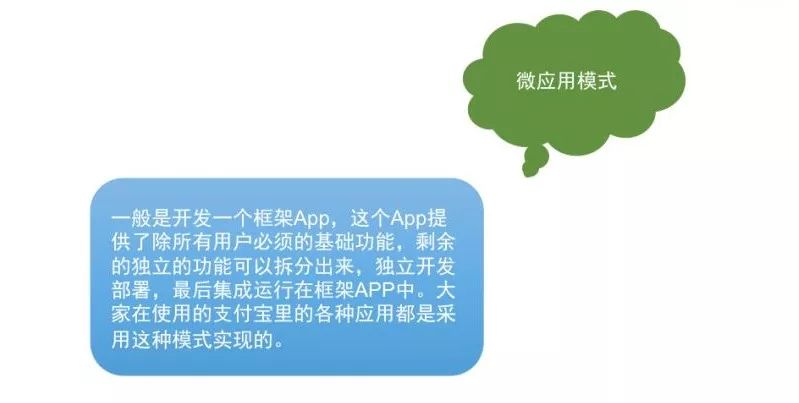 微应用模式
一般是开发一个框架App，这个App提
供了除所有用户必须的基础功能，剩余
的独立的功能可以拆分出来，独立开发
部署，最后集成运行在框架APP中。大
家在使用的支付宝里的各种应用都是采
用这种模式实现的。